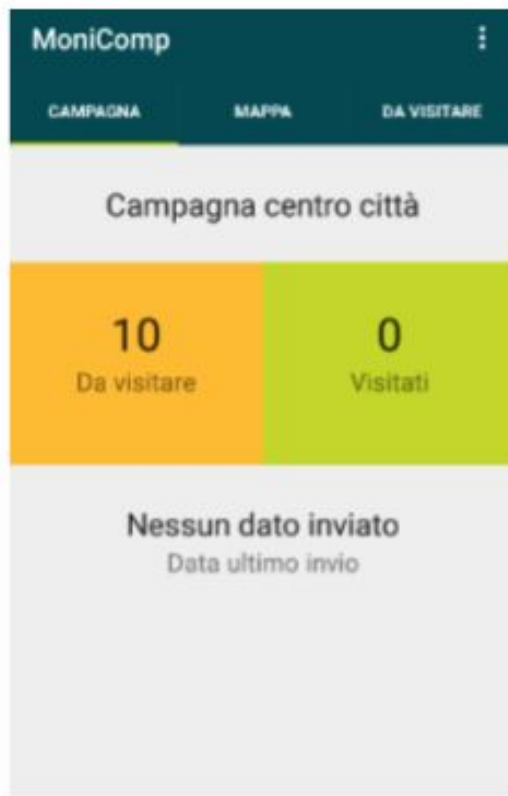 MoniComp
CAMPAGNA MAPPA DA VISITARE
Campagna centro città
10 0
Da visitare Visitati
Nessun dato inviato
Data ultimo invio